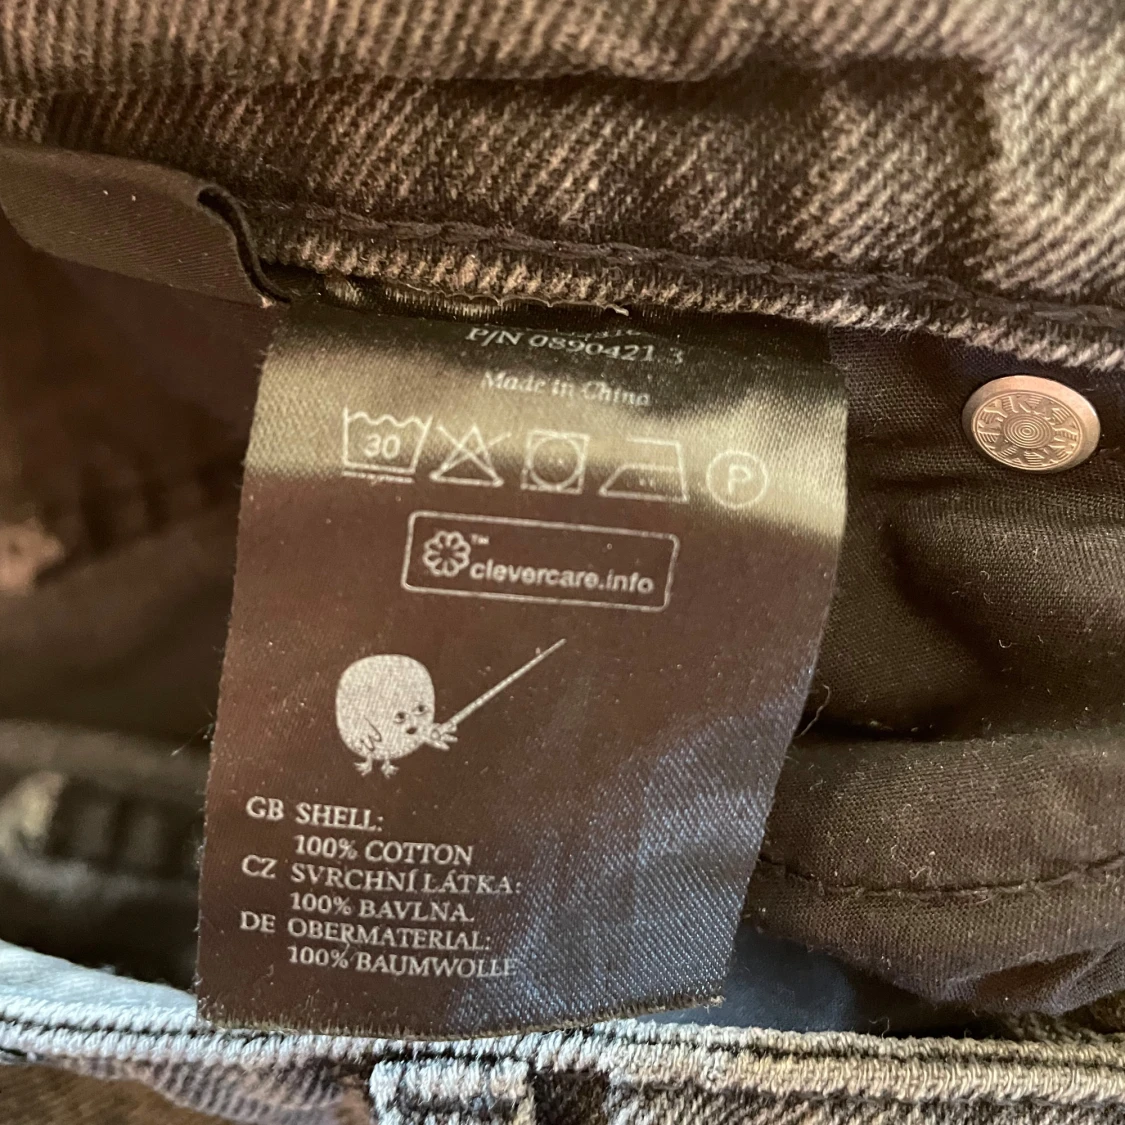 P/N 0890421 3
Made in China
30
P
™
clevercare.info
GB SHELL:
100% COTTON
CZ SVRCHNÍ LÁTKA:
100% BAVLNA.
DE OBERMATERIAL:
100% BAUMWOLLE